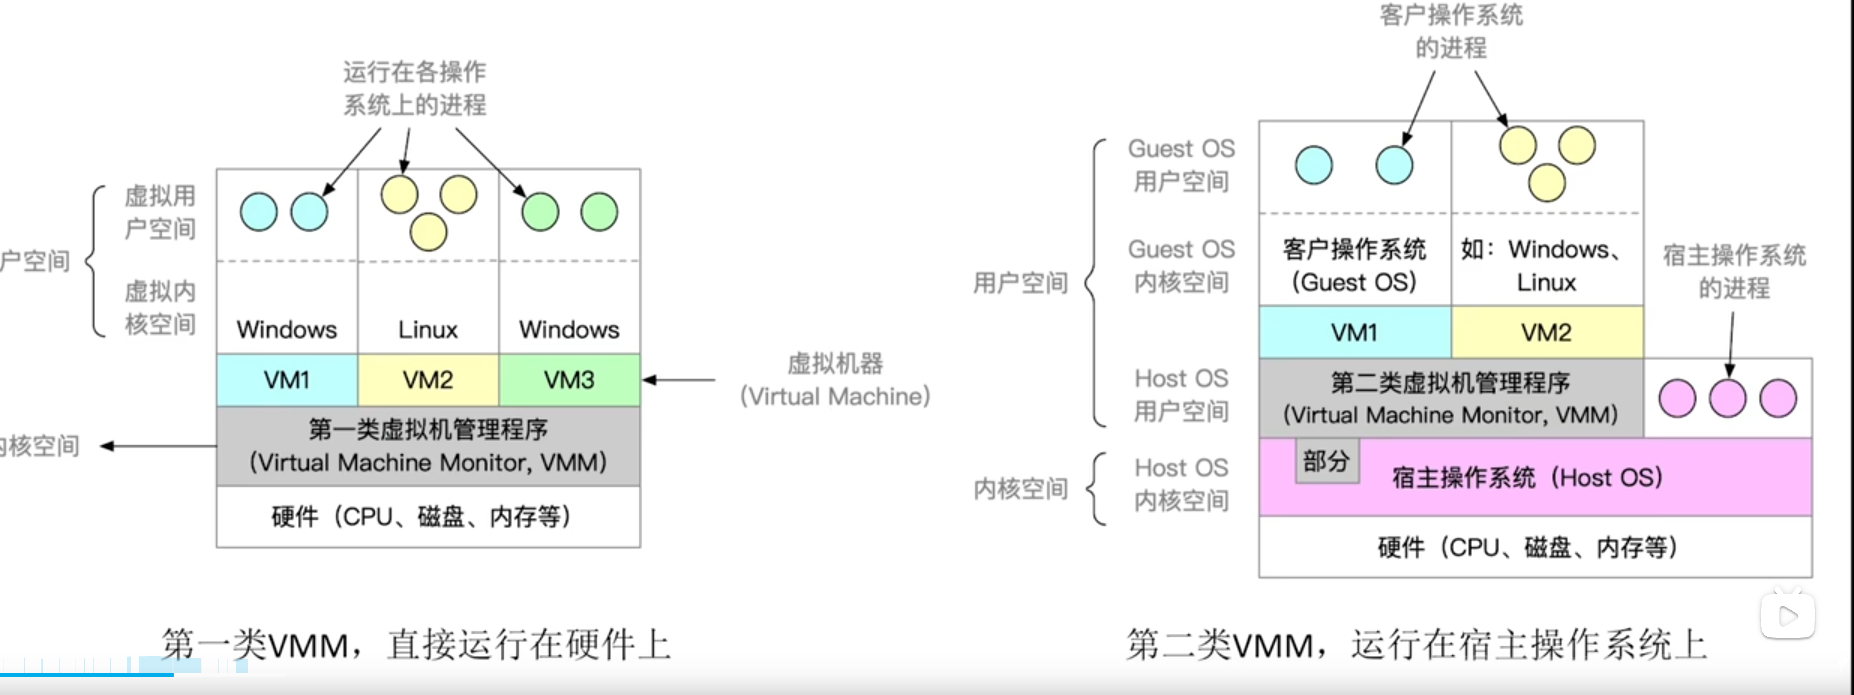 运行在各操作
系统上的进程
虚拟用
户空间
户空间
虚拟内
核空间
Windows
Linux
Windows
VM1
VM2
VM3
虚拟机器
(Virtual Machine)
第一类虚拟机管理程序
(Virtual Machine Monitor, VMM)
内核空间
硬件（CPU、磁盘、内存等）
第一类VMM，直接运行在硬件上
客户操作系统
的进程
Guest OS
用户空间
Guest OS
内核空间
用户空间
客户操作系统
(Guest OS)
如：Windows、
Linux
宿主操作系统
的进程
VM1
VM2
Host OS
用户空间
第二类虚拟机管理程序
(Virtual Machine Monitor, VMM)
内核空间
Host OS
内核空间
部分
宿主操作系统（Host OS）
硬件（CPU、磁盘、内存等）
第二类VMM，运行在宿主操作系统上